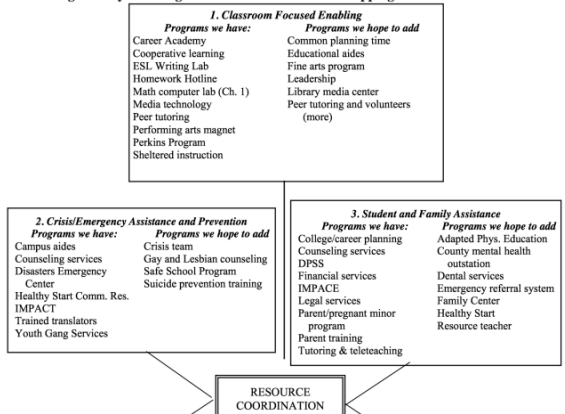 1. Classroom Focused Enabling
Programs we have:
Career Academy
Cooperative learning
ESL Writing Lab
Homework Hotline
Math computer lab (Ch. 1)
Media technology
Peer tutoring
Performing arts magnet
Perkins Program
Sheltered instruction
Programs we hope to add
Common planning time
Educational aides
Fine arts program
Leadership
Library media center
Peer tutoring and volunteers
(more)
2. Crisis/Emergency Assistance and Prevention
Programs we have:
Campus aides
Counseling services
Disasters Emergency
Center
Healthy Start Comm. Res.
IMPACT
Trained translators
Youth Gang Services
Programs we hope to add
Crisis team
Gay and Lesbian counseling
Safe School Program
Suicide prevention training
3. Student and Family Assistance
Programs we have:
College/career planning
Counseling services
DPSS
Financial services
IMPACE
Legal services
Parent/pregnant minor
program
Parent training
Tutoring & teleteaching
Programs we hope to add
Adapted Phys. Education
County mental health
outstation
Dental services
Emergency referral system
Family Center
Healthy Start
Resource teacher
RESOURCE
COORDINATION